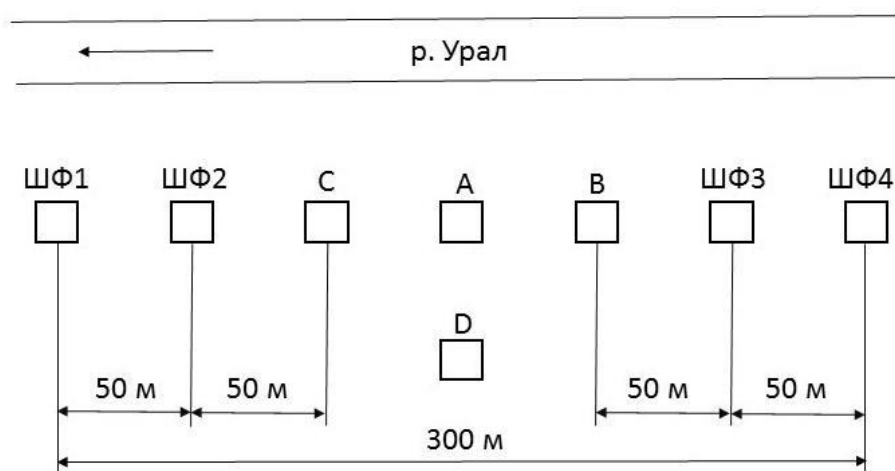 р. Урал
ШФ1 ШФ2 С А В ШФ3 ШФ4
D
50 м 50 м 50 м 50 м
300 м